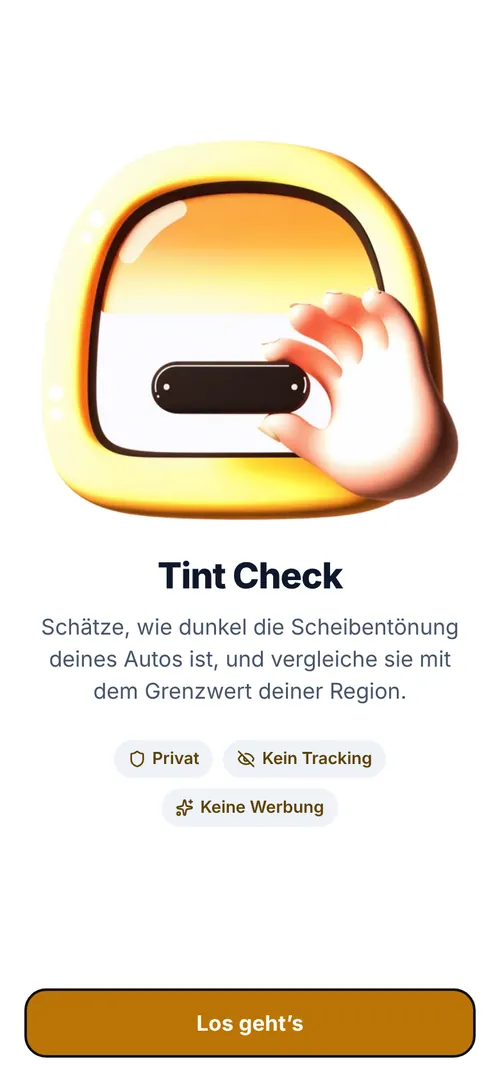 Tint Check
Schätze, wie dunkel die Scheibentönung
deines Autos ist, und vergleiche sie mit
dem Grenzwert deiner Region.
Privat
Kein Tracking
Keine Werbung
Los geht’s